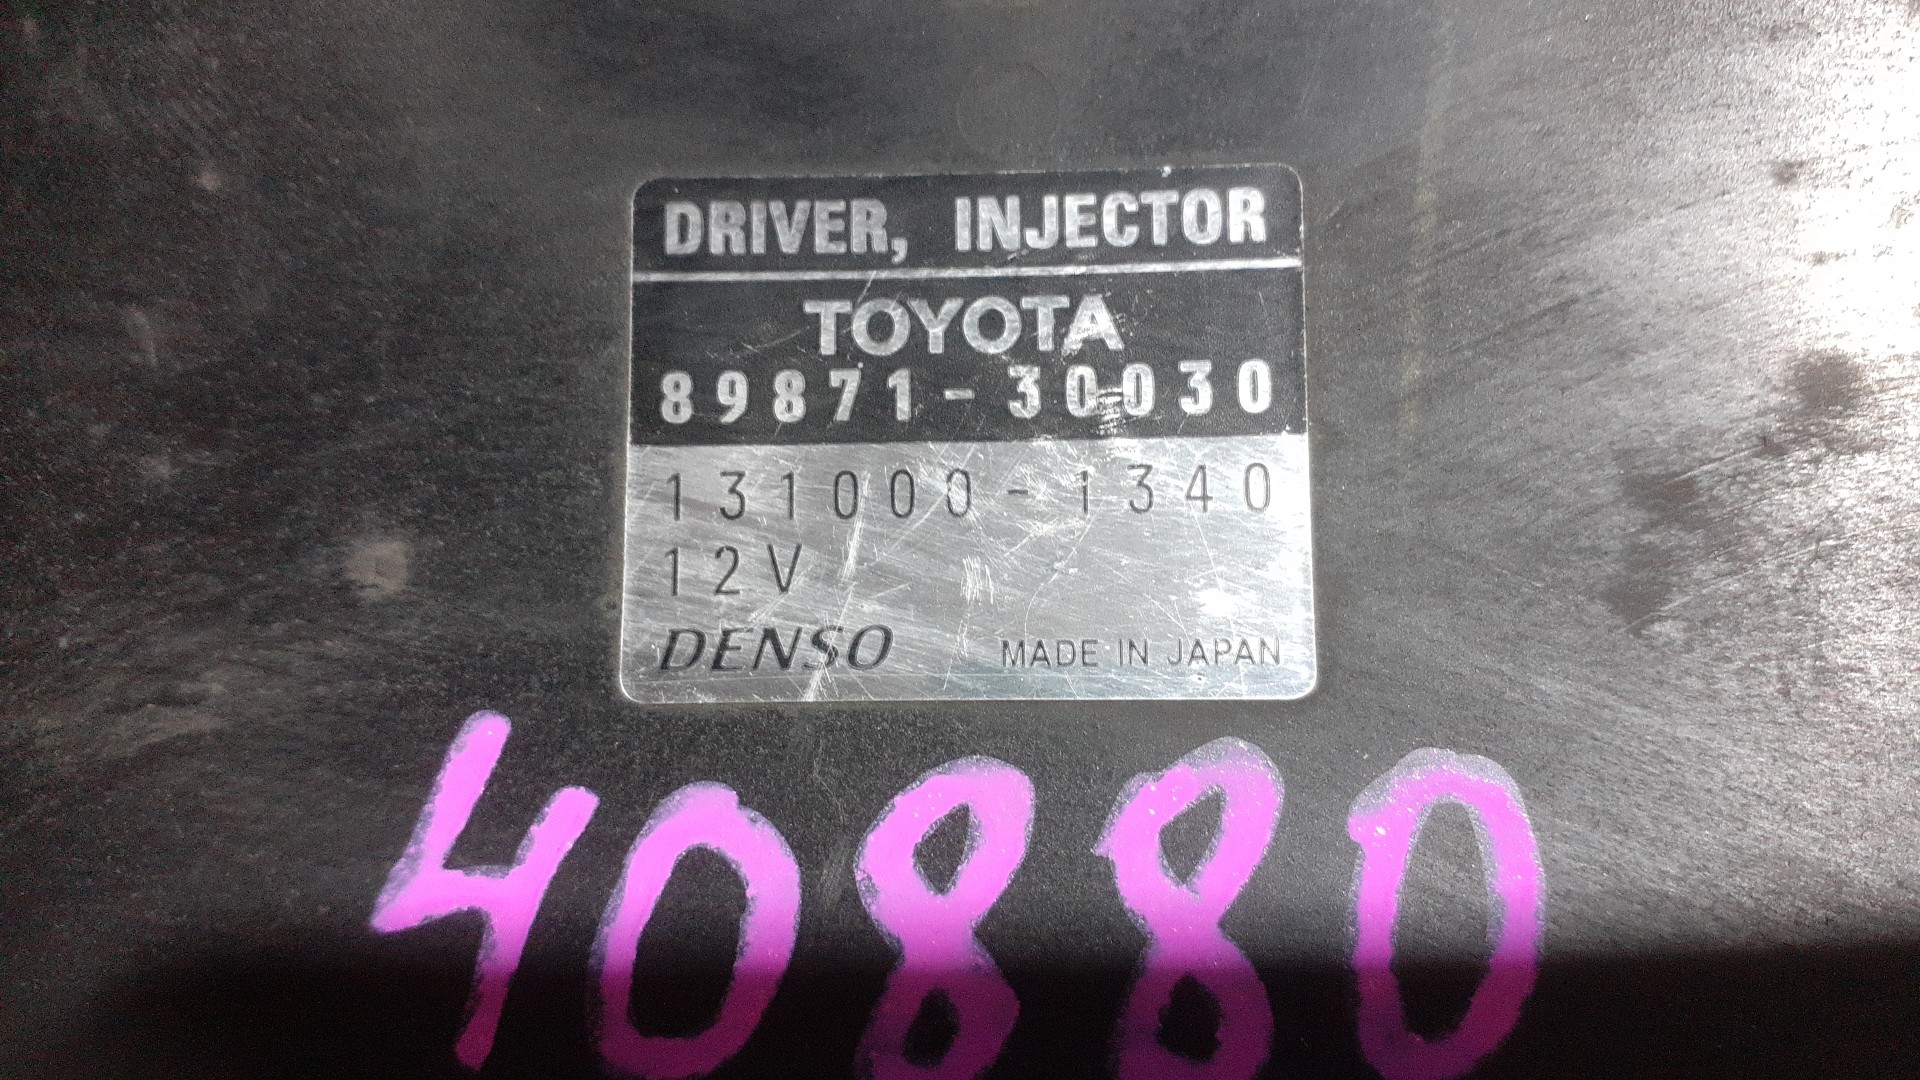 DRIVER, INJECTOR
TOYOTA
89871-30030
131000-1340
12V
DENSO MADE IN JAPAN
40880